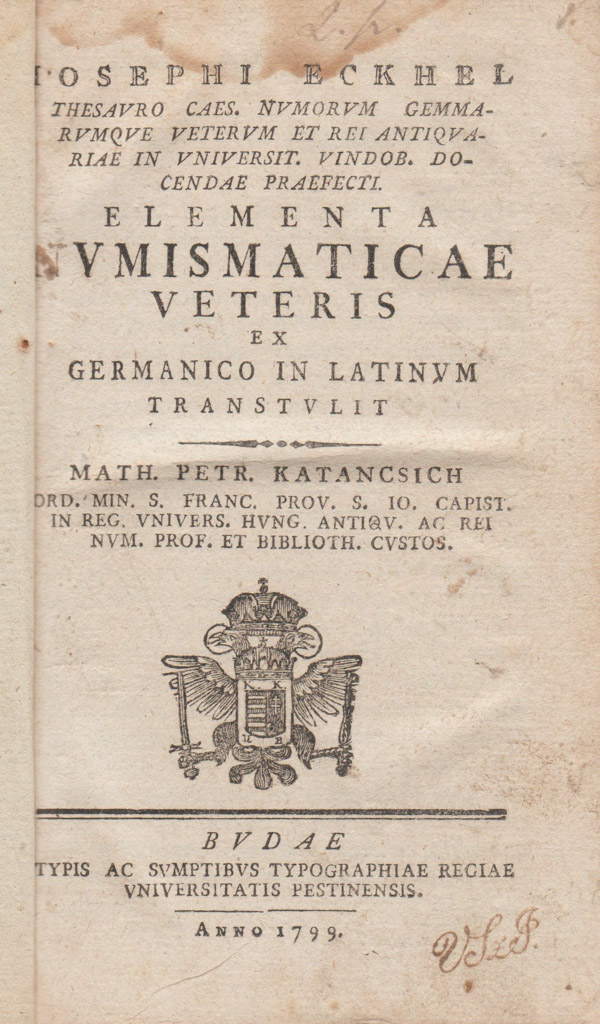 IOSEPHI ECKHEL
THESAVRO CAES. NVMORVM GEMMA-
RVMQVE VETERVM ET REI ANTIQVA-
RIAE IN VNIVERSIT. VINDOB. DO-
CENDAE PRAEFECTI.
ELEMENTA
NVMISMATICAE
VETERIS
EX
GERMANICO IN LATINVM
TRANSTVLIT
MATH. PETR. KATANCSICH
ORD. MIN. S. FRANC. PROV. S. IO. CAPIST.
IN REG. VNIVERS. HVNG. ANTIQV. AC REI
NVM. PROF. ET BIBLIOTH. CVSTOS.
K K
U B
BVDAE
TYPIS AC SVMPTIBVS TYPOGRAPHIAE REGIAE
VNIVERSITATIS PESTINENSIS.
ANNO 1799.